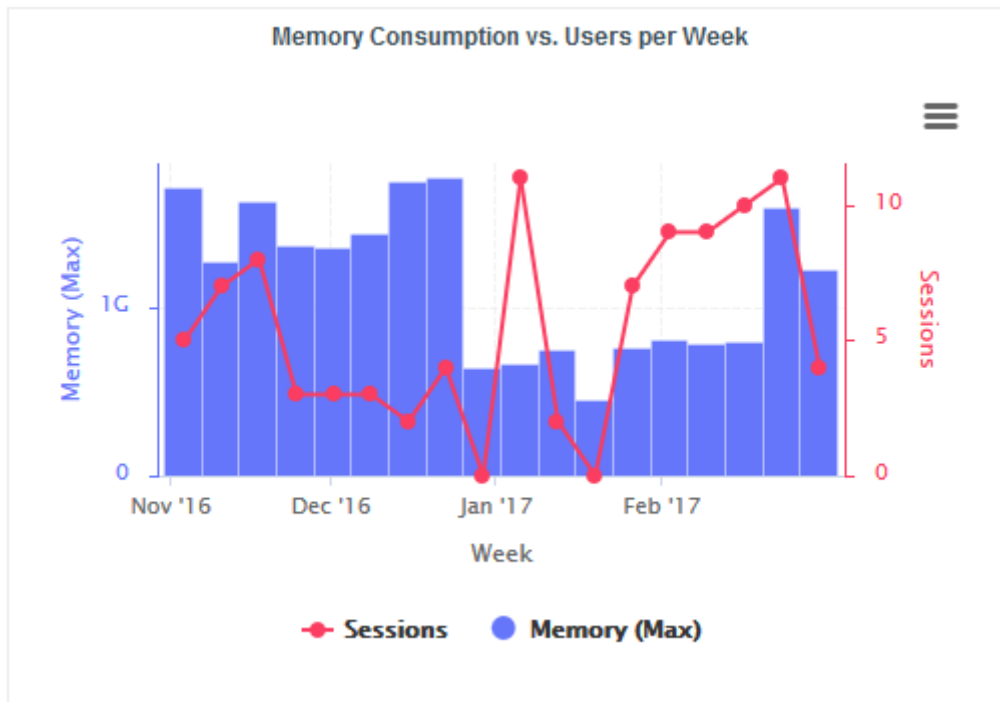 Memory Consumption vs. Users per Week
Memory (Max)
1G
0
10
5
0
Sessions
Nov '16
Dec '16
Jan '17
Feb '17
Week
Sessions
Memory (Max)